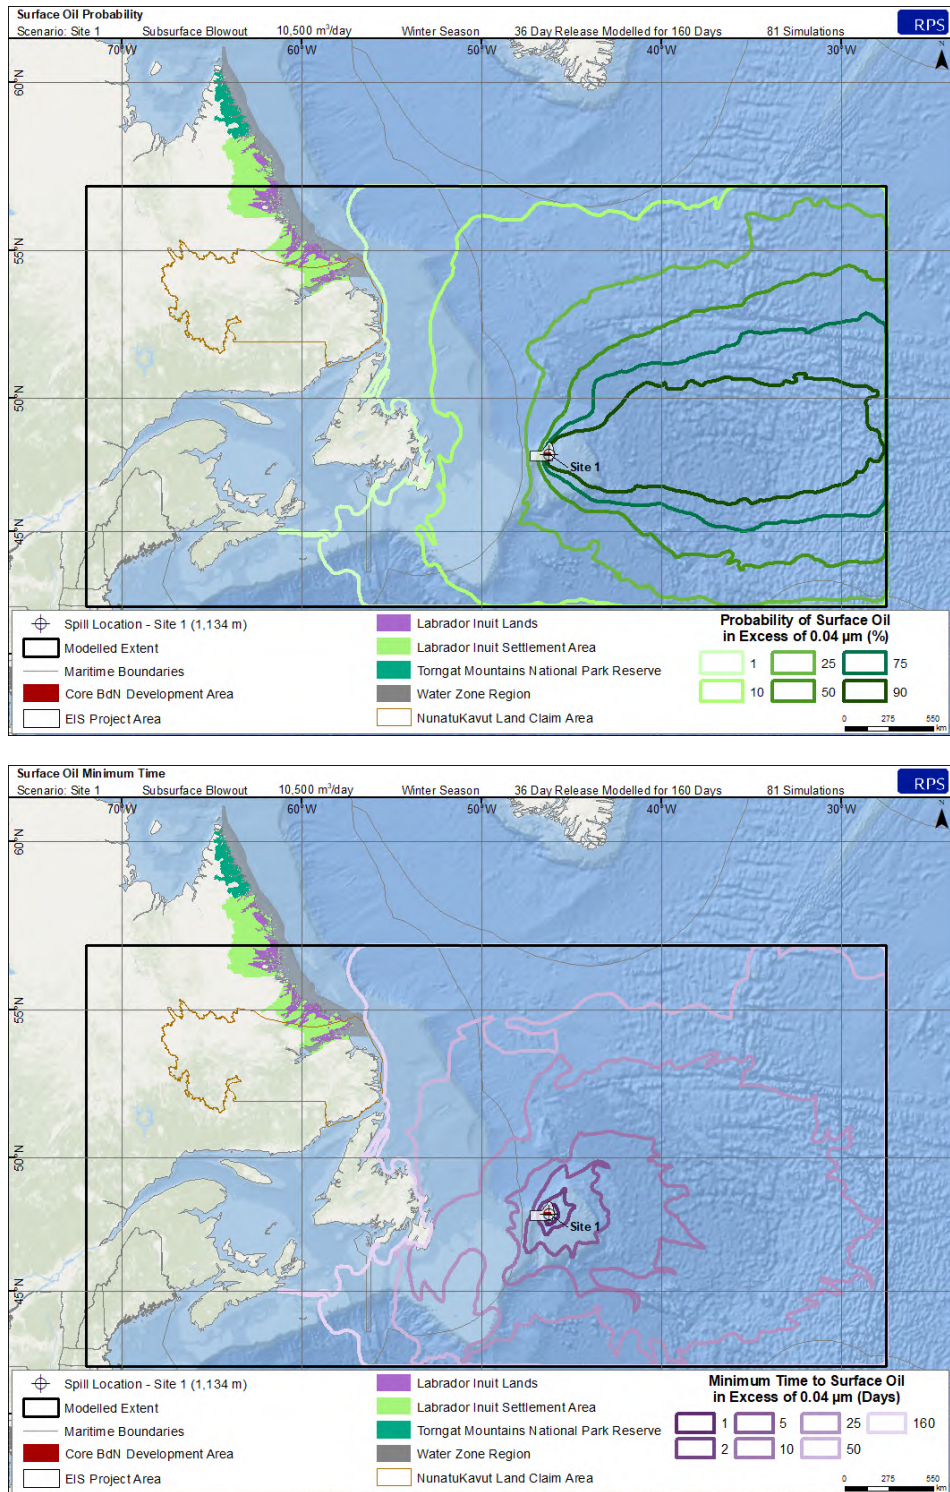 Surface Oil Probability
Scenario: Site 1 Subsurface Blowout 10,500 m³/day Winter Season 36 Day Release Modelled for 160 Days 81 Simulations
RPS
70°W 60°W 50°W 40°W 30°W
N
60°N
55°N
50°N
Site 1
45°N
Spill Location - Site 1 (1,134 m)
Modelled Extent
Maritime Boundaries
Core BdN Development Area
EIS Project Area
Labrador Inuit Lands
Labrador Inuit Settlement Area
Torngat Mountains National Park Reserve
Water Zone Region
NunatuKavut Land Claim Area
Probability of Surface Oil
in Excess of 0.04 µm (%)
1 25 75
10 50 90
0 275 550
km
Surface Oil Minimum Time
Scenario: Site 1 Subsurface Blowout 10,500 m³/day Winter Season 36 Day Release Modelled for 160 Days 81 Simulations
RPS
70°W 60°W 50°W 40°W 30°W
N
60°N
55°N
50°N
Site 1
45°N
Spill Location - Site 1 (1,134 m)
Modelled Extent
Maritime Boundaries
Core BdN Development Area
EIS Project Area
Labrador Inuit Lands
Labrador Inuit Settlement Area
Torngat Mountains National Park Reserve
Water Zone Region
NunatuKavut Land Claim Area
Minimum Time to Surface Oil
in Excess of 0.04 µm (Days)
1 5 25 160
2 10 50
0 275 550
km